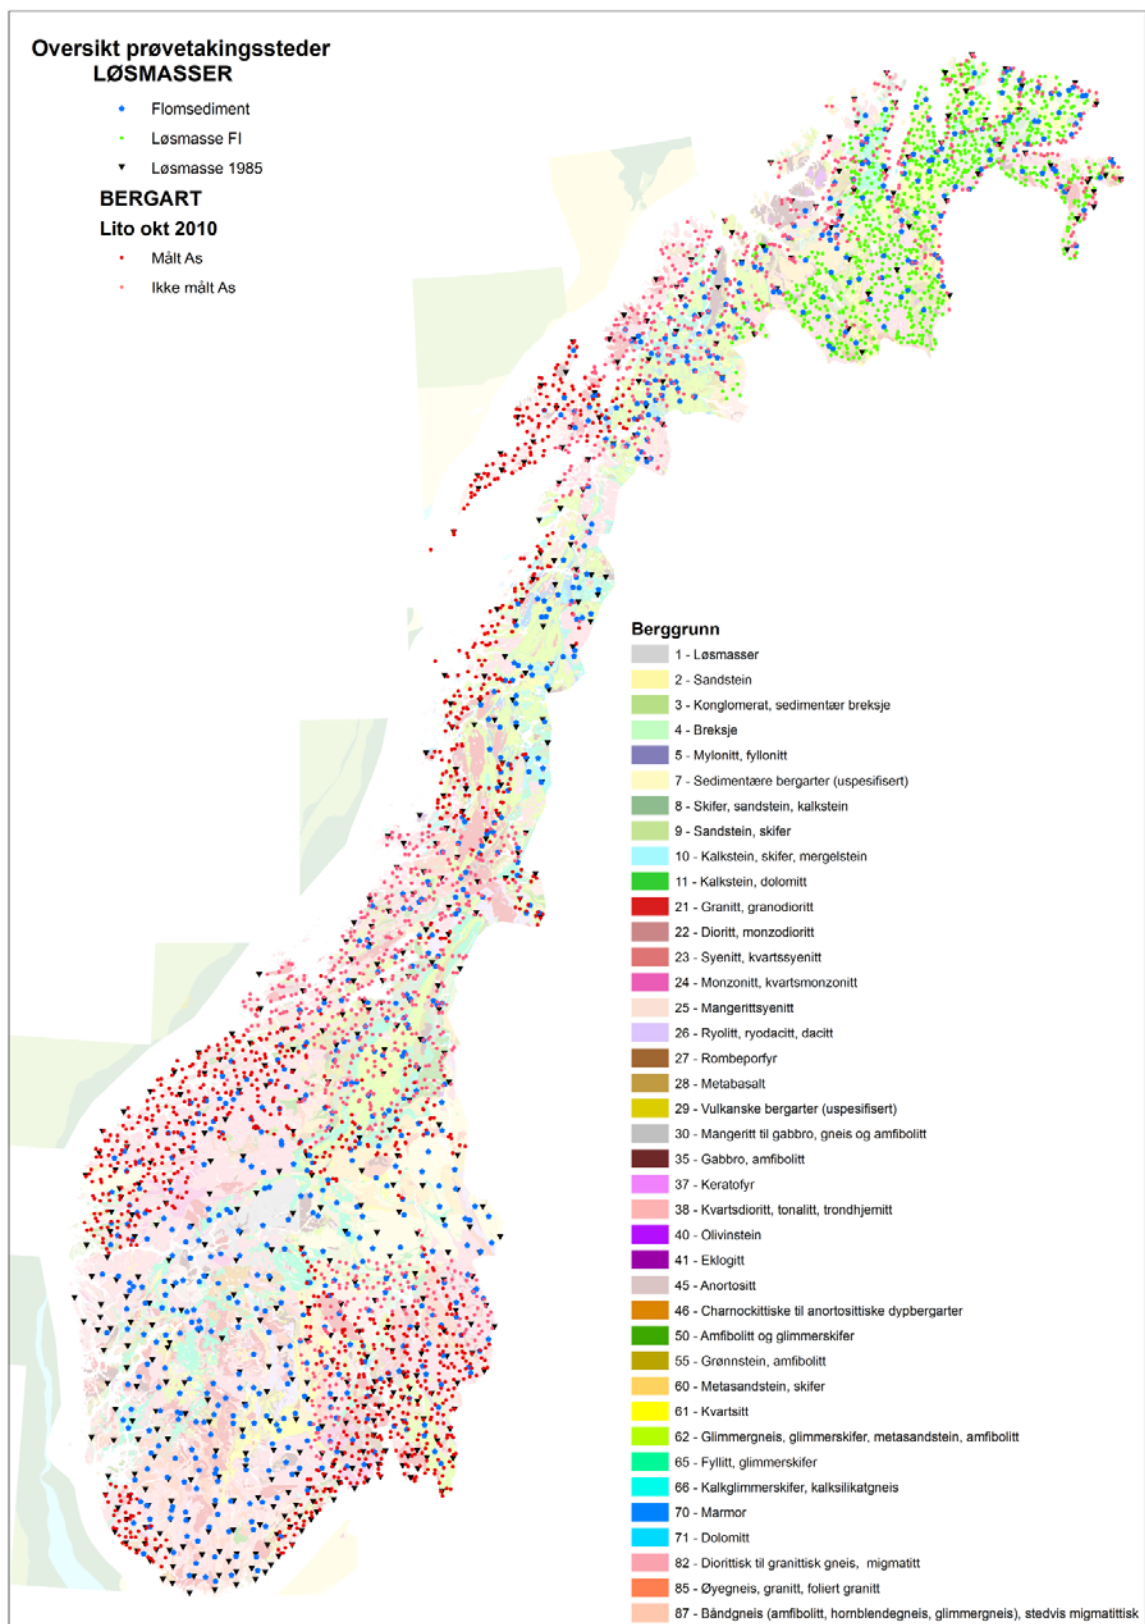 Oversikt prøvetakingssteder
LØSMASSER
Flomsediment
Løsmasse FI
Løsmasse 1985
BERGART
Lito okt 2010
Målt As
Ikke målt As
Berggrunn
1 - Løsmasser
2 - Sandstein
3 - Konglomerat, sedimentær breksje
4 - Breksje
5 - Mylonitt, fyllonitt
7 - Sedimentære bergarter (uspesifisert)
8 - Skifer, sandstein, kalkstein
9 - Sandstein, skifer
10 - Kalkstein, skifer, mergelstein
11 - Kalkstein, dolomitt
21 - Granitt, granodioritt
22 - Dioritt, monzodioritt
23 - Syenitt, kvartssyenitt
24 - Monzonitt, kvartsmonzonitt
25 - Mangerittsyenitt
26 - Ryolitt, ryodacitt, dacitt
27 - Rombeporfyr
28 - Metabasalt
29 - Vulkanske bergarter (uspesifisert)
30 - Mangeritt til gabbro, gneis og amfibolitt
35 - Gabbro, amfibolitt
37 - Keratofyr
38 - Kvartsdioritt, tonalitt, trondhjemitt
40 - Olivinstein
41 - Eklogitt
45 - Anortositt
46 - Charnockittiske til anortosittiske dypbergarter
50 - Amfibolitt og glimmerskifer
55 - Grønnstein, amfibolitt
60 - Metasandstein, skifer
61 - Kvartsitt
62 - Glimmergneis, glimmerskifer, metasandstein, amfibolitt
65 - Fyllitt, glimmerskifer
66 - Kalkglimmerskifer, kalksilikatgneis
70 - Marmor
71 - Dolomitt
82 - Diorittisk til granittisk gneis, migmatitt
85 - Øyegneis, granitt, foliert granitt
87 - Båndgneis (amfibolitt, hornblendegneis, glimmergneis), stedvis migmatittisk